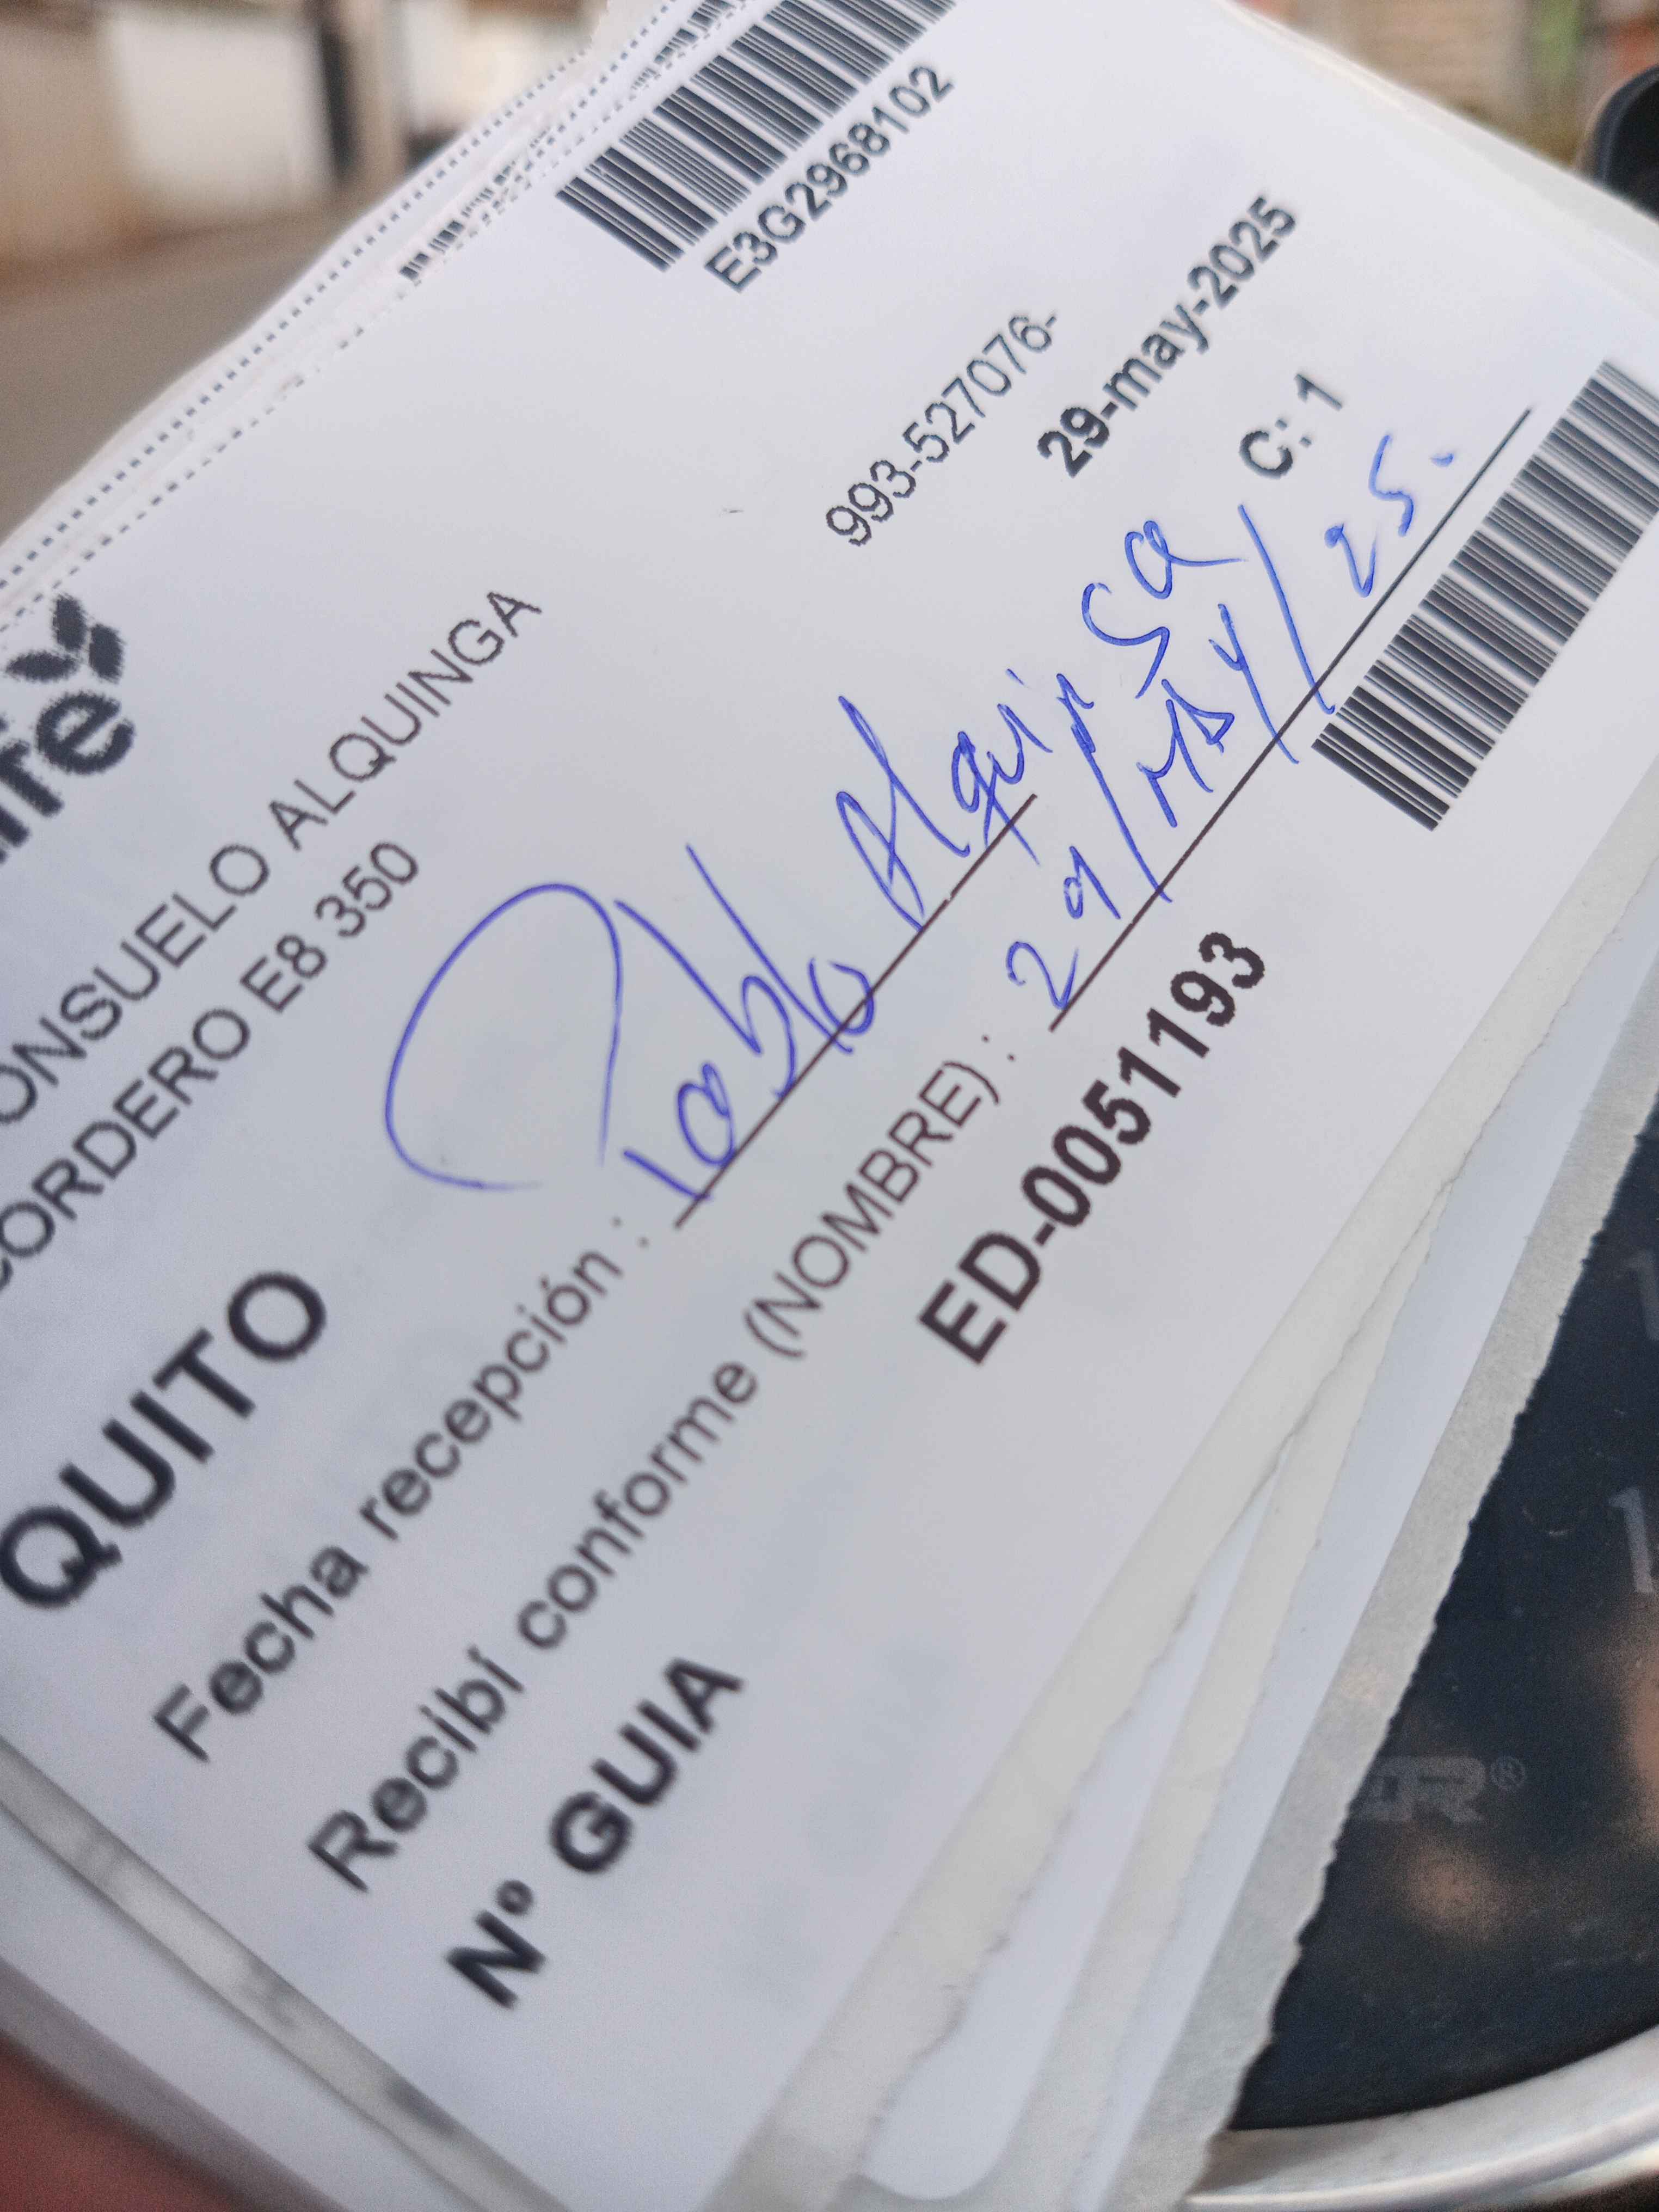 E3G2968102
ife
ONSUELO ALQUINGA 993-527076-
CORDERO E8 350 29-may-2025
QUITO C: 1
Fecha recepción : Pablo Alquinga
Recibí conforme (NOMBRE) : 29/MAY/25.
Nº GUIA ED-0051193